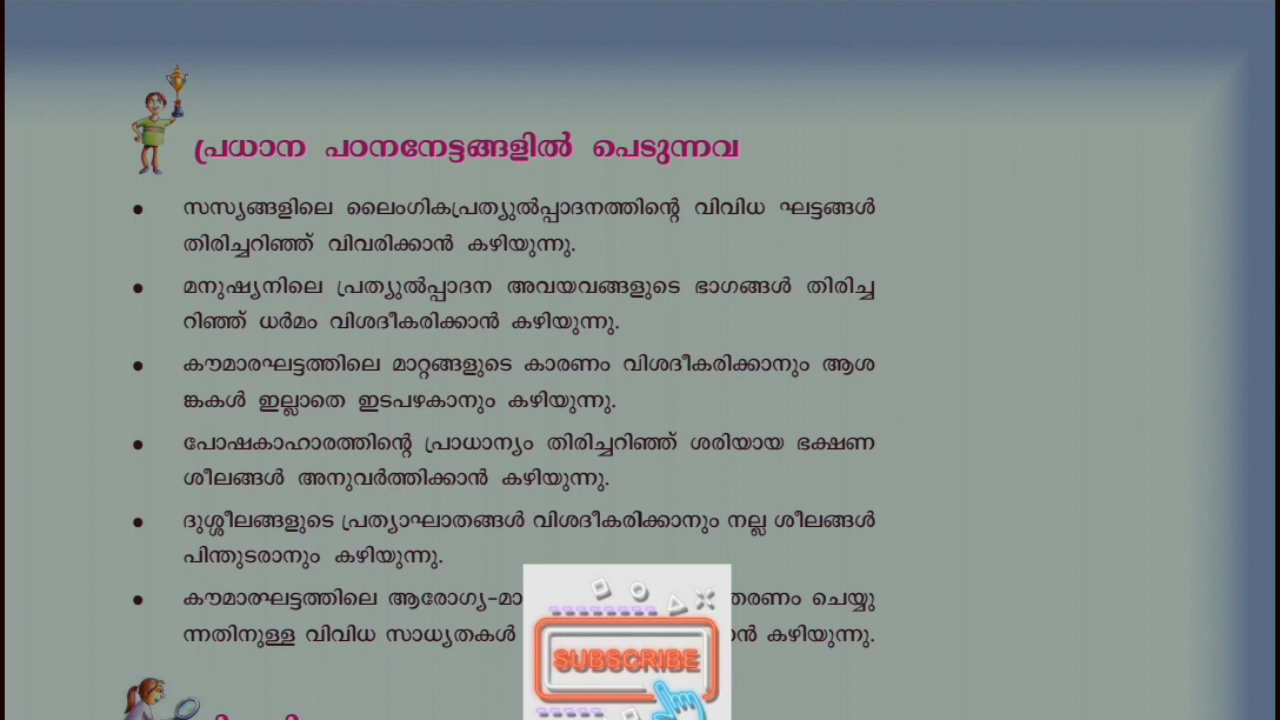 പ്രധാന പഠനനേട്ടങ്ങളിൽ പെടുന്നവ
• സസ്യങ്ങളിലെ ലൈംഗികപ്രത്യുൽപ്പാദനത്തിന്റെ വിവിധ ഘട്ടങ്ങൾ
തിരിച്ചറിഞ്ഞ് വിവരിക്കാൻ കഴിയുന്നു.
• മനുഷ്യനിലെ പ്രത്യുൽപ്പാദന അവയവങ്ങളുടെ ഭാഗങ്ങൾ തിരിച്ച
റിഞ്ഞ് ധർമം വിശദീകരിക്കാൻ കഴിയുന്നു.
• കൗമാരഘട്ടത്തിലെ മാറ്റങ്ങളുടെ കാരണം വിശദീകരിക്കാനും ആശ
ങ്കകൾ ഇല്ലാതെ ഇടപഴകാനും കഴിയുന്നു.
• പോഷകാഹാരത്തിന്റെ പ്രാധാന്യം തിരിച്ചറിഞ്ഞ് ശരിയായ ഭക്ഷണ
ശീലങ്ങൾ അനുവർത്തിക്കാൻ കഴിയുന്നു.
• ദുശ്ശീലങ്ങളുടെ പ്രത്യാഘാതങ്ങൾ വിശദീകരിക്കാനും നല്ല ശീലങ്ങൾ
പിന്തുടരാനും കഴിയുന്നു.
• കൗമാരഘട്ടത്തിലെ ആരോഗ്യ-മാ തരണം ചെയ്യു
ന്നതിനുള്ള വിവിധ സാധ്യതകൾ ൻ കഴിയുന്നു.
SUBSCRIBE